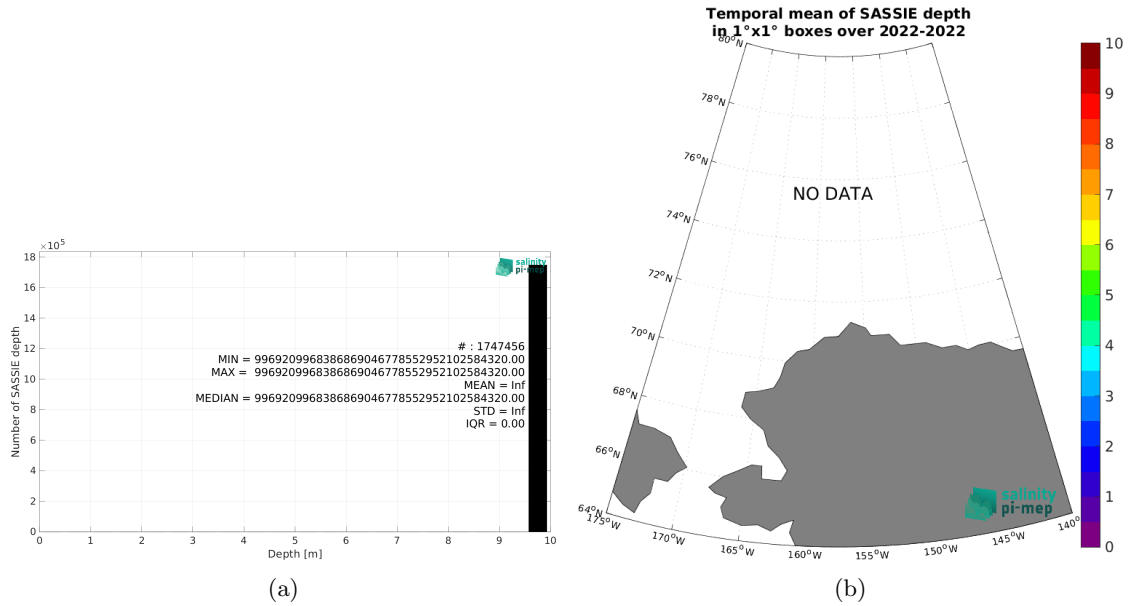 Temporal mean of SASSIE depth
in 1°x1° boxes over 2022-2022
×10^5
18
16
14
12
10
8
6
4
2
0
Number of SASSIE depth
salinity
pi-mep
# : 1747456
MIN = 9969209968386869046778552952102584320.00
MAX = 9969209968386869046778552952102584320.00
MEAN = Inf
MEDIAN = 9969209968386869046778552952102584320.00
STD = Inf
IQR = 0.00
0 1 2 3 4 5 6 7 8 9 10
Depth [m]
(a)
80°N
78°N
76°N
74°N
72°N
70°N
68°N
66°N
64°N
NO DATA
175°W
170°W
165°W
160°W
155°W
150°W
145°W
140°
salinity
pi-mep
10
9
8
7
6
5
4
3
2
1
0
(b)